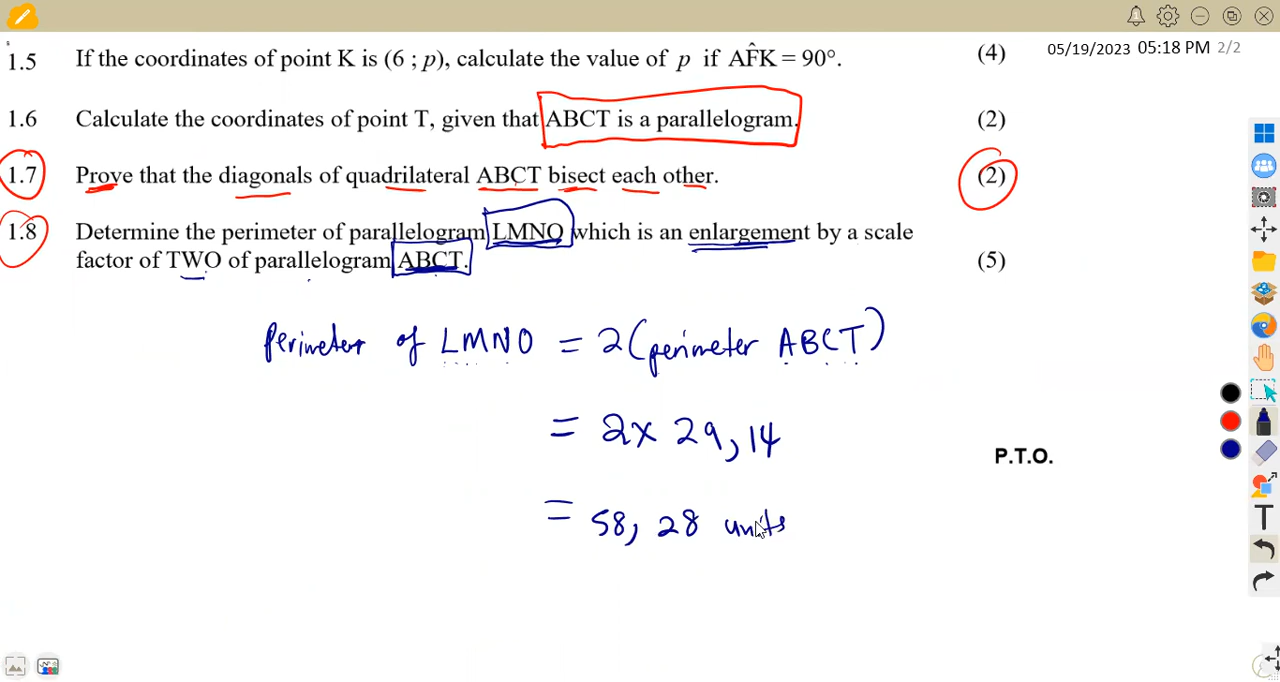 05/19/2023 05:18 PM 2/2
1.5 If the coordinates of point K is (6 ; p), calculate the value of p if AF̂K = 90°. (4)
1.6 Calculate the coordinates of point T, given that ABCT is a parallelogram. (2)
1.7 Prove that the diagonals of quadrilateral ABCT bisect each other. (2)
1.8 Determine the perimeter of parallelogram LMNO which is an enlargement by a scale
factor of TWO of parallelogram ABCT. (5)
Perimeter of LMNO = 2(perimeter ABCT)
= 2x 29,14
P.T.O.
= 58,28 units
T